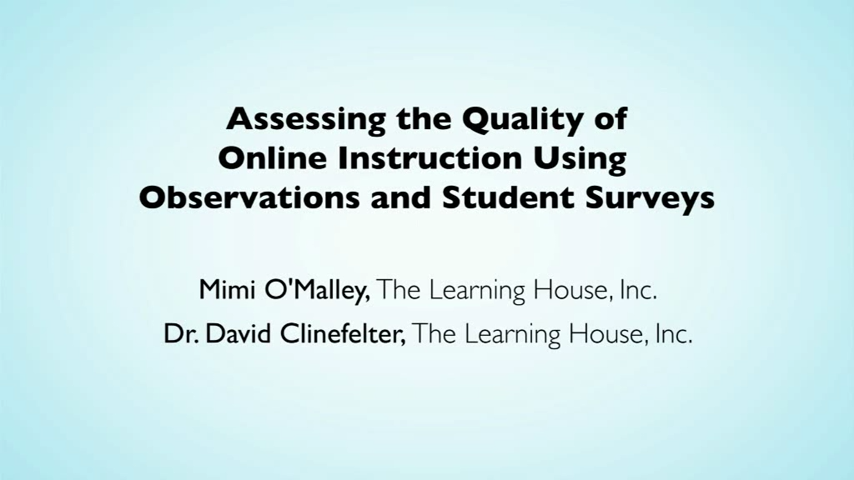 Assessing the Quality of
Online Instruction Using
Observations and Student Surveys
Mimi O'Malley, The Learning House, Inc.
Dr. David Clinefelter, The Learning House, Inc.